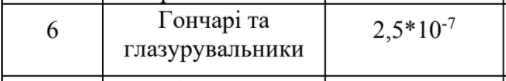 6
Гончарі та
глазурувальники
2,5*10⁻⁷